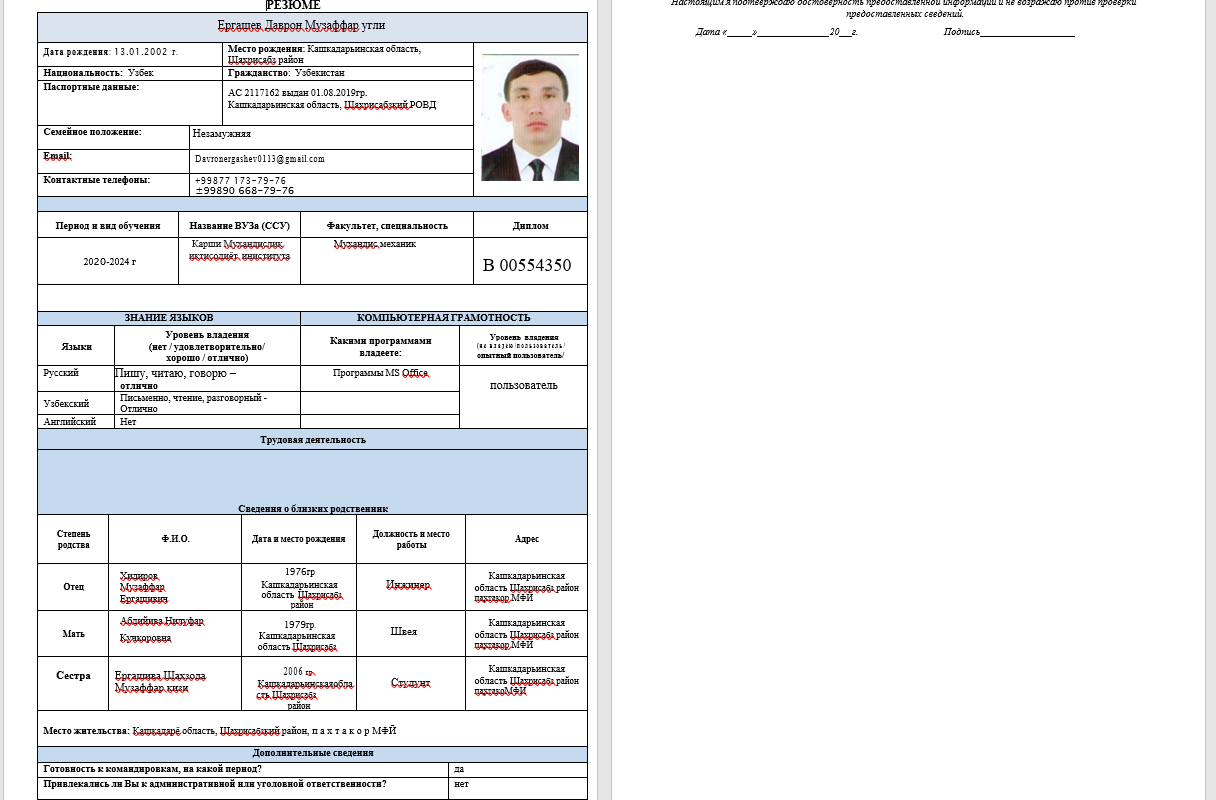 РЕЗЮМЕ
Ергашев Даврон Музаффар угли
Дата рождения: 13.01.2002 г.
Место рождения: Кашкадарьинская область,
Шахрисабз район
Национальность: Узбек
Гражданство: Узбекистан
Паспортные данные:
АС 2117162 выдан 01.08.2019гр.
Кашкадарьинская область, Шахрисабзкий РОВД
Семейное положение:
Незамужняя
Email:
Davronergashev0113@gmail.com
Контактные телефоны:
+99877 173-79-76
±99890 668-79-76
Период и вид обучения
Название ВУЗа (ССУ)
Факультет, специальность
Диплом
2020-2024 г
Карши Мухандислик
иктисодиёт иниститути
Мухандис механик
В 00554350
ЗНАНИЕ ЯЗЫКОВ
КОМПЬЮТЕРНАЯ ГРАМОТНОСТЬ
Языки
Уровень владения
(нет / удовлетворительно/
хорошо / отлично)
Какими программами
владеете:
Уровень владения
(не владею/пользователь/
опытный пользователь/
Русский
Пишу, читаю, говорю –
отлично
Программы MS Office
пользователь
Узбекский
Письменно, чтение, разговорный -
Отлично
Английский
Нет
Трудовая деятельность
Сведения о близких родственник
Степень
родства
Ф.И.О.
Дата и место рождения
Должность и место
работы
Адрес
Отец
Хидиров
Музаффар
Ергашивич
1976гр
Кашкадарьинская
область Шахрисабз
район
Инжинер
Кашкадарьинская
область Шахрисабз район
пахтакор МФИ
Мать
Абдийива Нилуфар
Кучкоровна
1979гр.
Кашкадарьинская
область Шахрисабз
Швея
Кашкадарьинская
область Шахрисабз район
пахтакор МФИ
Сестра
Ергашива Шахзода
Музаффар кизи
2006 гр
Кашкадарьинскаяобла
сть Шахрисабз
район
Студунт
Кашкадарьинская
область Шахрисабз район
пахтакоМФИ
Место жительства: Кашкадарё область, Шахрисабзкий район, п а х т а к о р МФЙ
Дополнительные сведения
Готовность к командировкам, на какой период?
да
Привлекались ли Вы к административной или уголовной ответственности?
нет
Настоящим я подтверждаю достоверность предоставленной информации и не возражаю против проверки
предоставленных сведений.
Дата «_____»______________20___г.
Подпись___________________